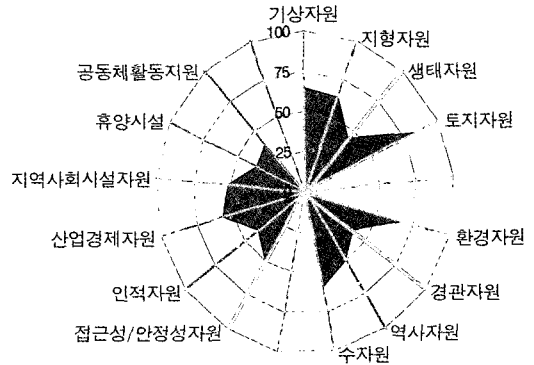 기상자원
100
지형자원
공동체활동지원
75
생태자원
휴양시설
50
토지자원
25
지역사회시설자원
0
산업경제자원
환경자원
인적자원
경관자원
접근성/안정성자원
역사자원
수자원